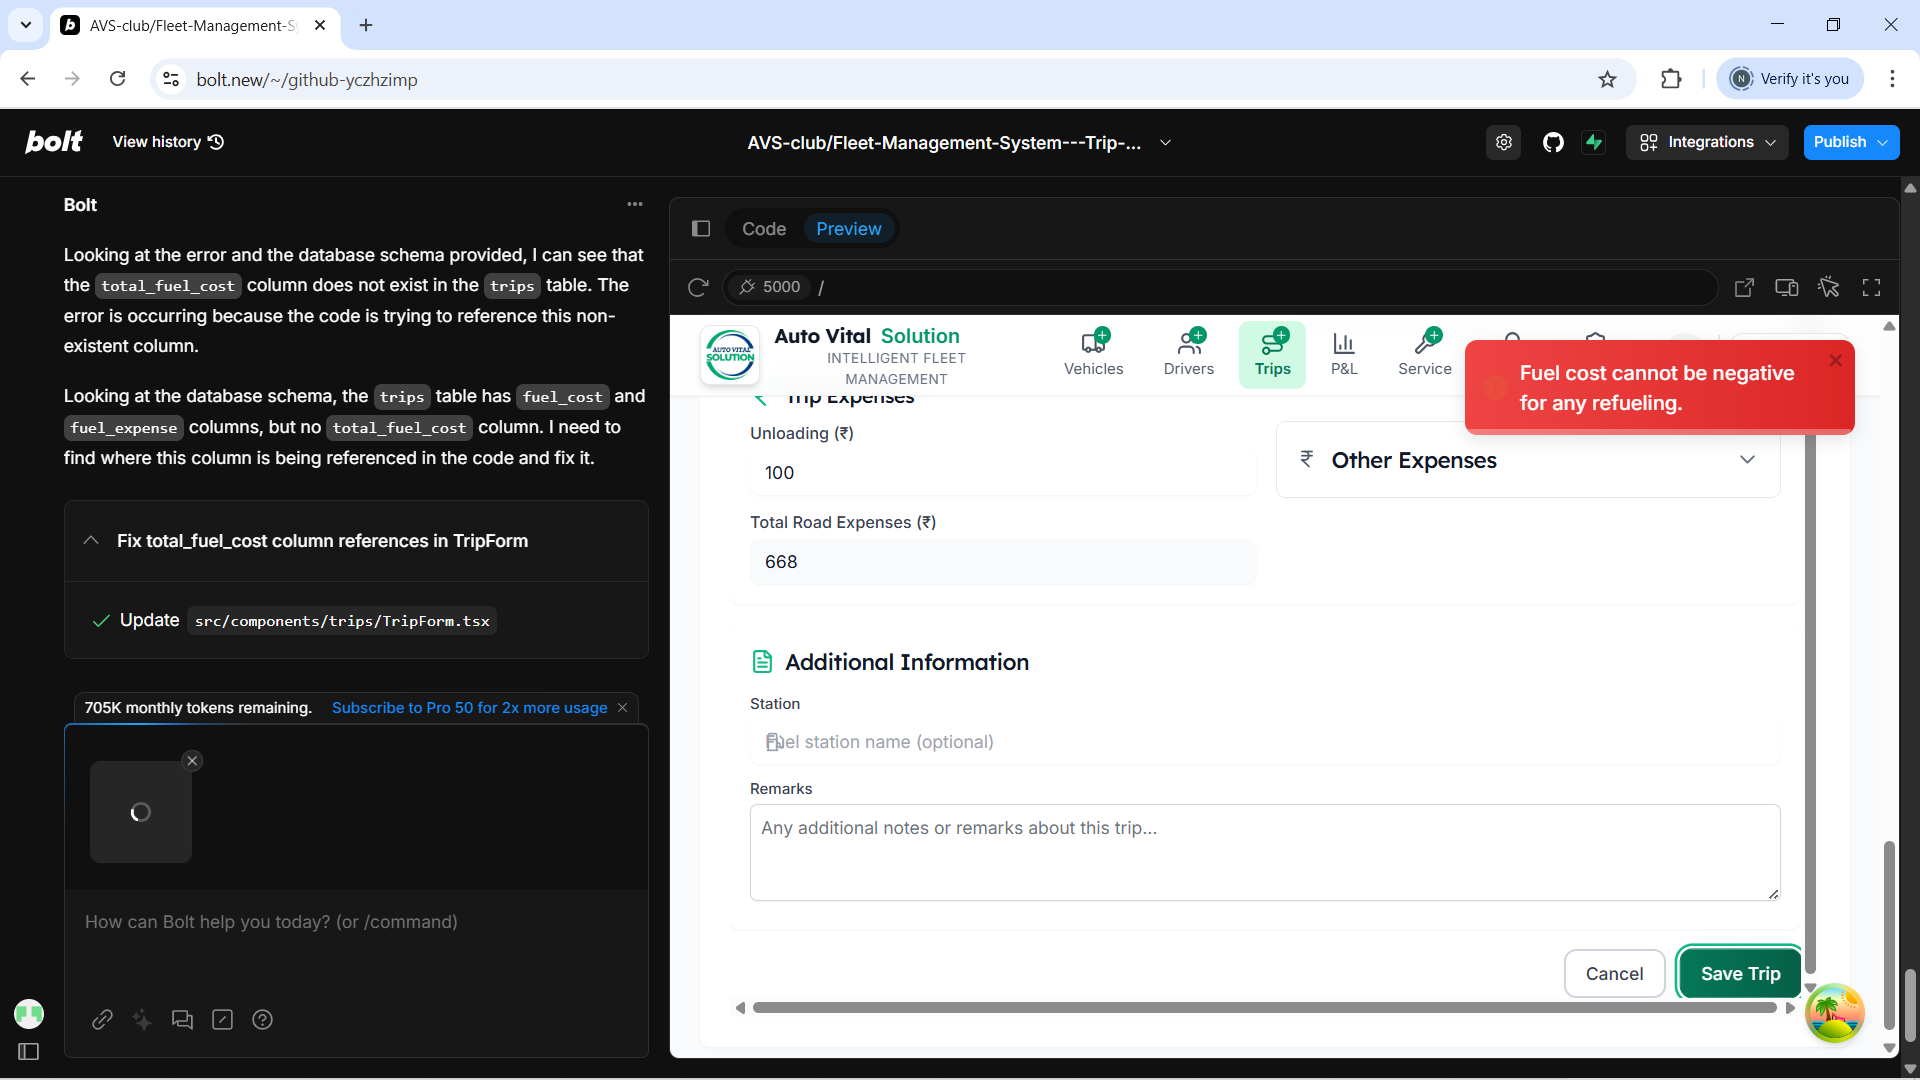 AVS-club/Fleet-Management-S
bolt.new/~/github-yczhzimp
N
Verify it's you
bolt
View history
AVS-club/Fleet-Management-System---Trip-...
Integrations
Publish
Bolt
Looking at the error and the database schema provided, I can see that
the total_fuel_cost column does not exist in the trips table. The
error is occurring because the code is trying to reference this non-
existent column.
Looking at the database schema, the trips table has fuel_cost and
fuel_expense columns, but no total_fuel_cost column. I need to
find where this column is being referenced in the code and fix it.
Fix total_fuel_cost column references in TripForm
Update src/components/trips/TripForm.tsx
705K monthly tokens remaining. Subscribe to Pro 50 for 2x more usage
How can Bolt help you today? (or /command)
Code
Preview
5000 /
AUTO VITAL
SOLUTION
Auto Vital Solution
INTELLIGENT FLEET
MANAGEMENT
Vehicles
Drivers
Trips
P&L
Service
Fuel cost cannot be negative
for any refueling.
Trip Expenses
Unloading (₹)
100
₹ Other Expenses
Total Road Expenses (₹)
668
Additional Information
Station
Fuel station name (optional)
Remarks
Any additional notes or remarks about this trip...
Cancel
Save Trip